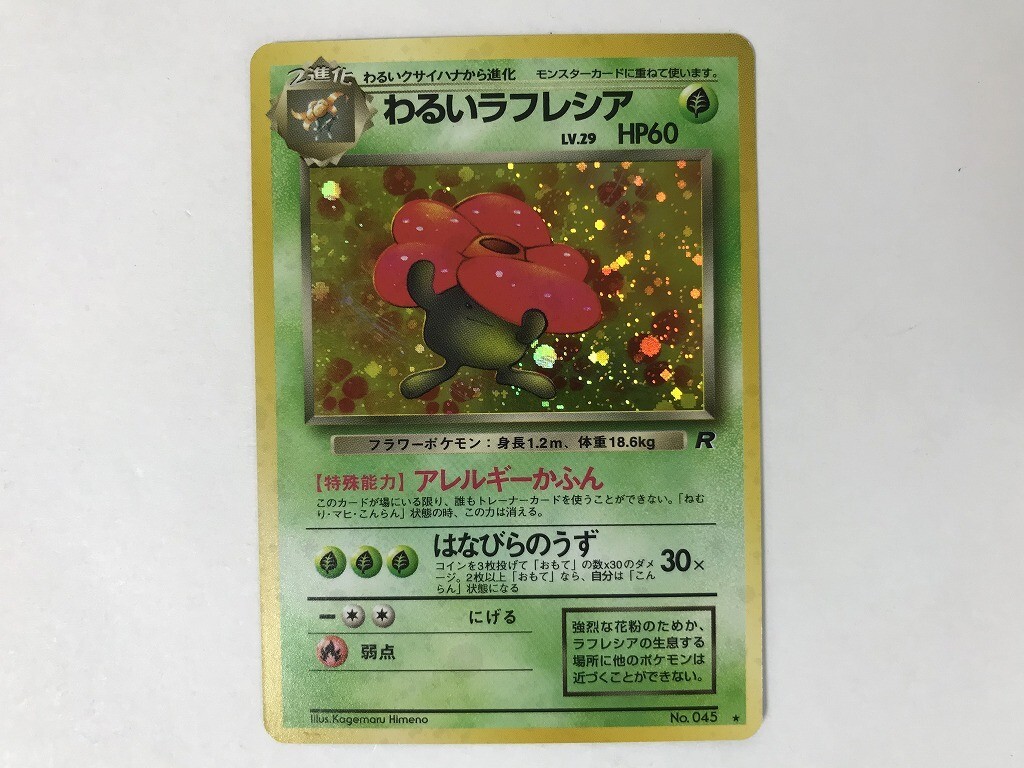 2進化 わるいクサイハナから進化 モンスターカードに重ねて使います。
わるいラフレシア
LV.29 HP60
フラワーポケモン：身長1.2m、体重18.6kg R
【特殊能力】アレルギーかふん
このカードが場にいる限り、誰もトレーナーカードを使うことができない。「ねむ
り・マヒ・こんらん」状態の時、この力は消える。
はなびらのうず
コインを3枚投げて「おもて」の数x30のダメ
ージ。2枚以上「おもて」なら、自分は「こん
らん」状態になる
30×
にげる
弱点
強烈な花粉のためか、
ラフレシアの生息する
場所に他のポケモンは
近づくことができない。
Illus.Kagemaru Himeno No. 045 ★